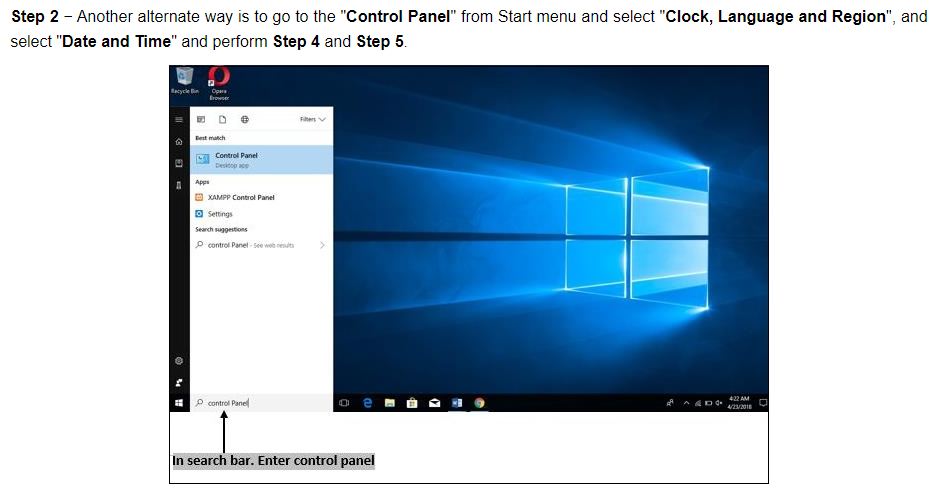 Step 2 – Another alternate way is to go to the "Control Panel" from Start menu and select "Clock, Language and Region", and
select "Date and Time" and perform Step 4 and Step 5.
Recycle Bin
Opera
Browser
Filters
Best match
Control Panel
Desktop app
Apps
XAMPP Control Panel
Settings
Search suggestions
control Panel - See web results
control Panel
4:22 AM
4/23/2018
In search bar. Enter control panel